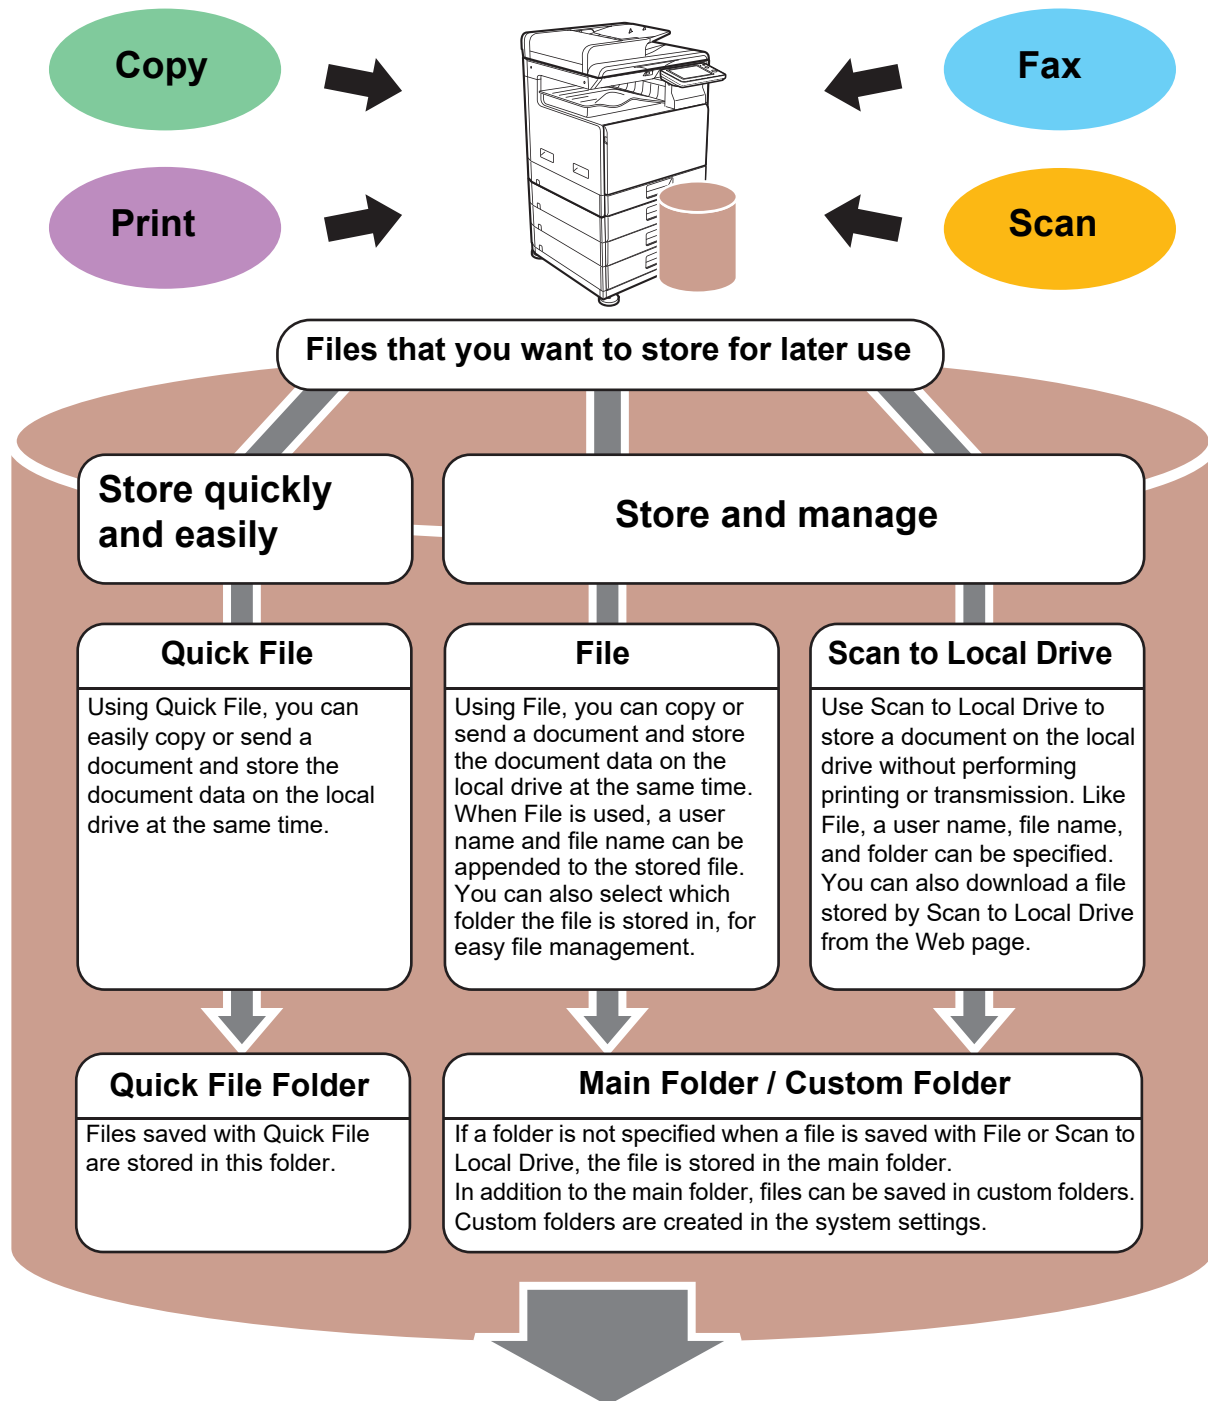 Copy
Fax
Print
Scan
Files that you want to store for later use
Store quickly
and easily
Store and manage
Quick File
Using Quick File, you can
easily copy or send a
document and store the
document data on the local
drive at the same time.
File
Using File, you can copy or
send a document and store
the document data on the
local drive at the same time.
When File is used, a user
name and file name can be
appended to the stored file.
You can also select which
folder the file is stored in, for
easy file management.
Scan to Local Drive
Use Scan to Local Drive to
store a document on the local
drive without performing
printing or transmission. Like
File, a user name, file name,
and folder can be specified.
You can also download a file
stored by Scan to Local Drive
from the Web page.
Quick File Folder
Files saved with Quick File
are stored in this folder.
Main Folder / Custom Folder
If a folder is not specified when a file is saved with File or Scan to
Local Drive, the file is stored in the main folder.
In addition to the main folder, files can be saved in custom folders.
Custom folders are created in the system settings.